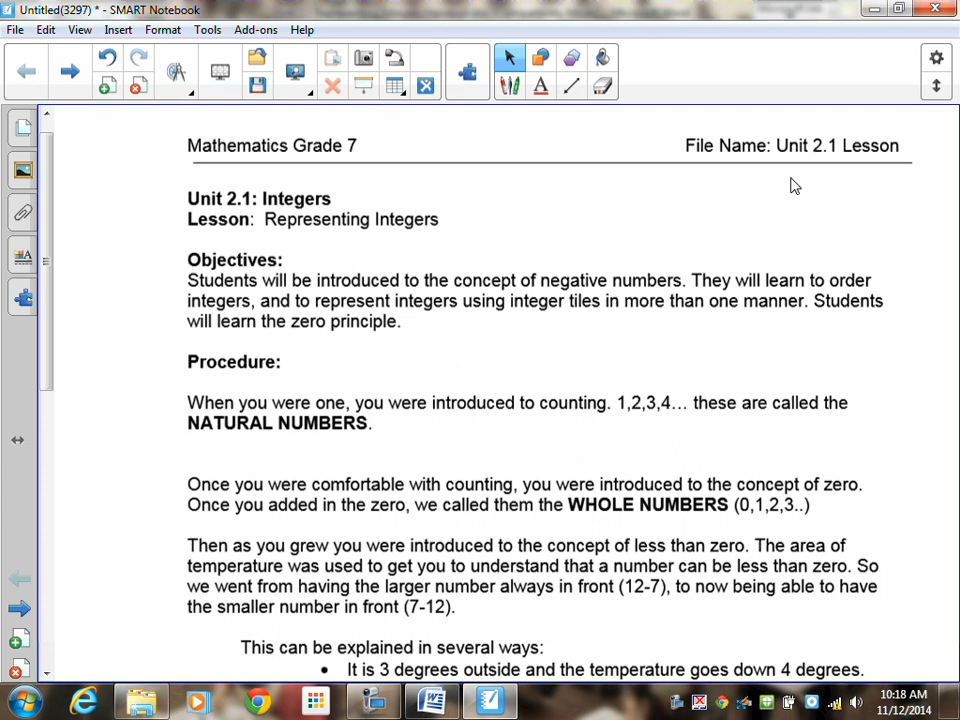 Untitled(3297) * - SMART Notebook
File Edit View Insert Format Tools Add-ons Help
Mathematics Grade 7 File Name: Unit 2.1 Lesson
Unit 2.1: Integers
Lesson: Representing Integers
Objectives:
Students will be introduced to the concept of negative numbers. They will learn to order
integers, and to represent integers using integer tiles in more than one manner. Students
will learn the zero principle.
Procedure:
When you were one, you were introduced to counting. 1,2,3,4… these are called the
NATURAL NUMBERS.
Once you were comfortable with counting, you were introduced to the concept of zero.
Once you added in the zero, we called them the WHOLE NUMBERS (0,1,2,3..)
Then as you grew you were introduced to the concept of less than zero. The area of
temperature was used to get you to understand that a number can be less than zero. So
we went from having the larger number always in front (12-7), to now being able to have
the smaller number in front (7-12).
This can be explained in several ways:
• It is 3 degrees outside and the temperature goes down 4 degrees.
10:18 AM
11/12/2014